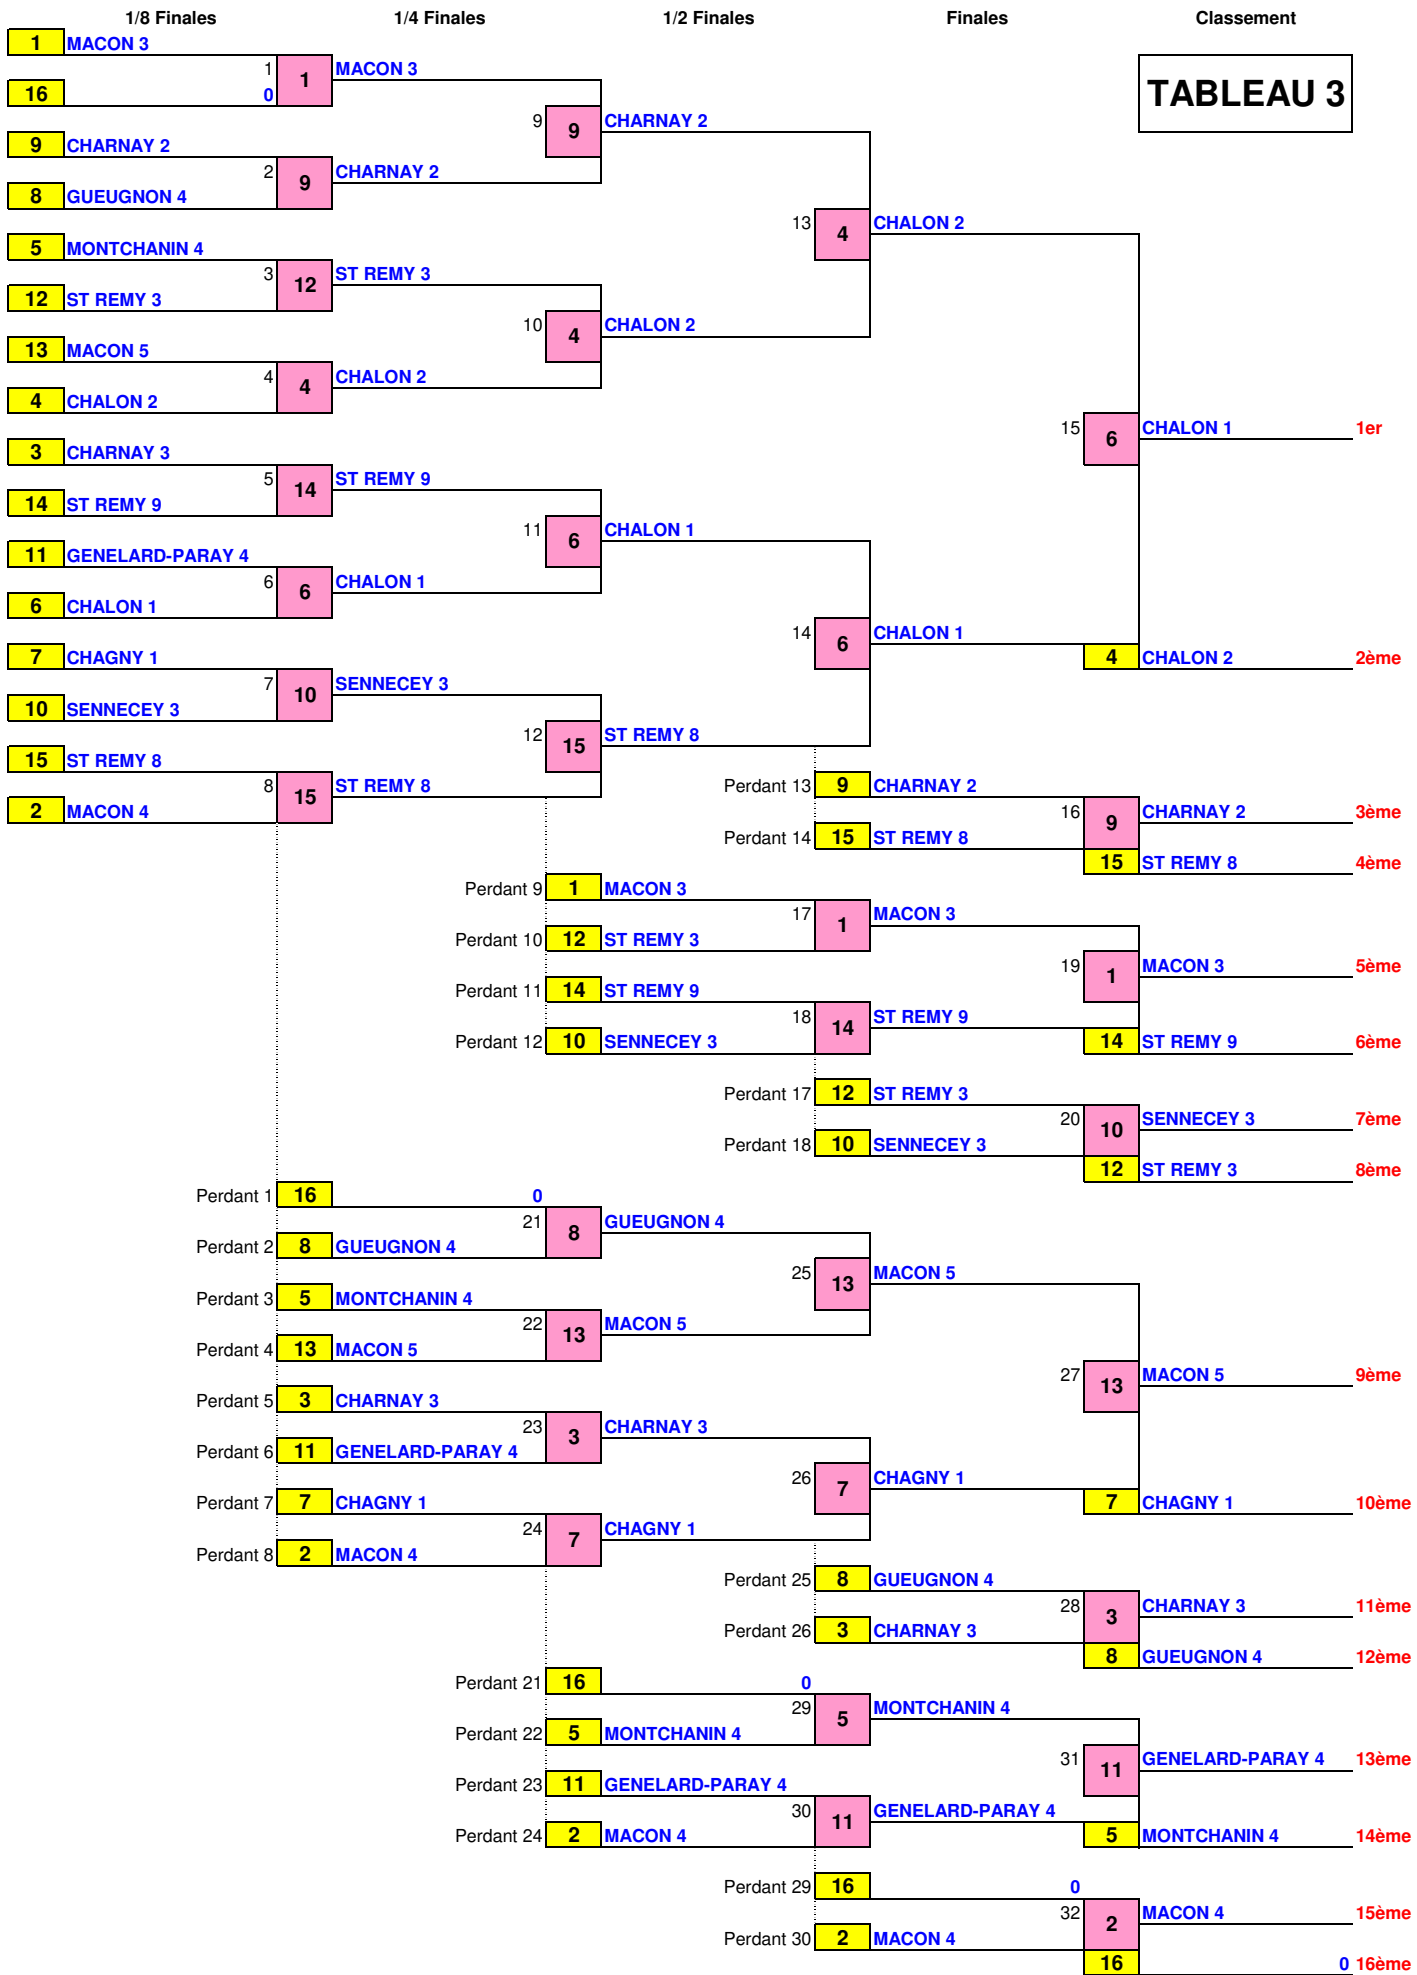 1/8 Finales 1/4 Finales 1/2 Finales Finales Classement
TABLEAU 3
1 MACON 3
1 1 MACON 3
16 0
9 9 CHARNAY 2
9 CHARNAY 2
2 9 CHARNAY 2
8 GUEUGNON 4
13 4 CHALON 2
5 MONTCHANIN 4
3 12 ST REMY 3
12 ST REMY 3
10 4 CHALON 2
13 MACON 5
4 4 CHALON 2
4 CHALON 2
15 6 CHALON 1 1er
3 CHARNAY 3
5 14 ST REMY 9
14 ST REMY 9
11 6 CHALON 1
11 GENELARD-PARAY 4
6 6 CHALON 1
6 CHALON 1
14 6 CHALON 1
7 CHAGNY 1
4 CHALON 2 2ème
7 10 SENNECEY 3
10 SENNECEY 3
12 15 ST REMY 8
15 ST REMY 8
8 15 ST REMY 8
2 MACON 4
Perdant 13 9 CHARNAY 2
16 9 CHARNAY 2 3ème
Perdant 14 15 ST REMY 8
15 ST REMY 8 4ème
Perdant 9 1 MACON 3
17 1 MACON 3
Perdant 10 12 ST REMY 3
19 1 MACON 3 5ème
Perdant 11 14 ST REMY 9
18 14 ST REMY 9
Perdant 12 10 SENNECEY 3
14 ST REMY 9 6ème
Perdant 17 12 ST REMY 3
20 10 SENNECEY 3 7ème
Perdant 18 10 SENNECEY 3
12 ST REMY 3 8ème
Perdant 1 16 0
21 8 GUEUGNON 4
Perdant 2 8 GUEUGNON 4
25 13 MACON 5
Perdant 3 5 MONTCHANIN 4
22 13 MACON 5
Perdant 4 13 MACON 5
27 13 MACON 5 9ème
Perdant 5 3 CHARNAY 3
23 3 CHARNAY 3
Perdant 6 11 GENELARD-PARAY 4
26 7 CHAGNY 1
Perdant 7 7 CHAGNY 1
7 CHAGNY 1 10ème
24 7 CHAGNY 1
Perdant 8 2 MACON 4
Perdant 25 8 GUEUGNON 4
28 3 CHARNAY 3 11ème
Perdant 26 3 CHARNAY 3
8 GUEUGNON 4 12ème
Perdant 21 16 0
29 5 MONTCHANIN 4
Perdant 22 5 MONTCHANIN 4
31 11 GENELARD-PARAY 4 13ème
Perdant 23 11 GENELARD-PARAY 4
30 11 GENELARD-PARAY 4
Perdant 24 2 MACON 4
5 MONTCHANIN 4 14ème
Perdant 29 16 0
32 2 MACON 4 15ème
Perdant 30 2 MACON 4
16 0 16ème